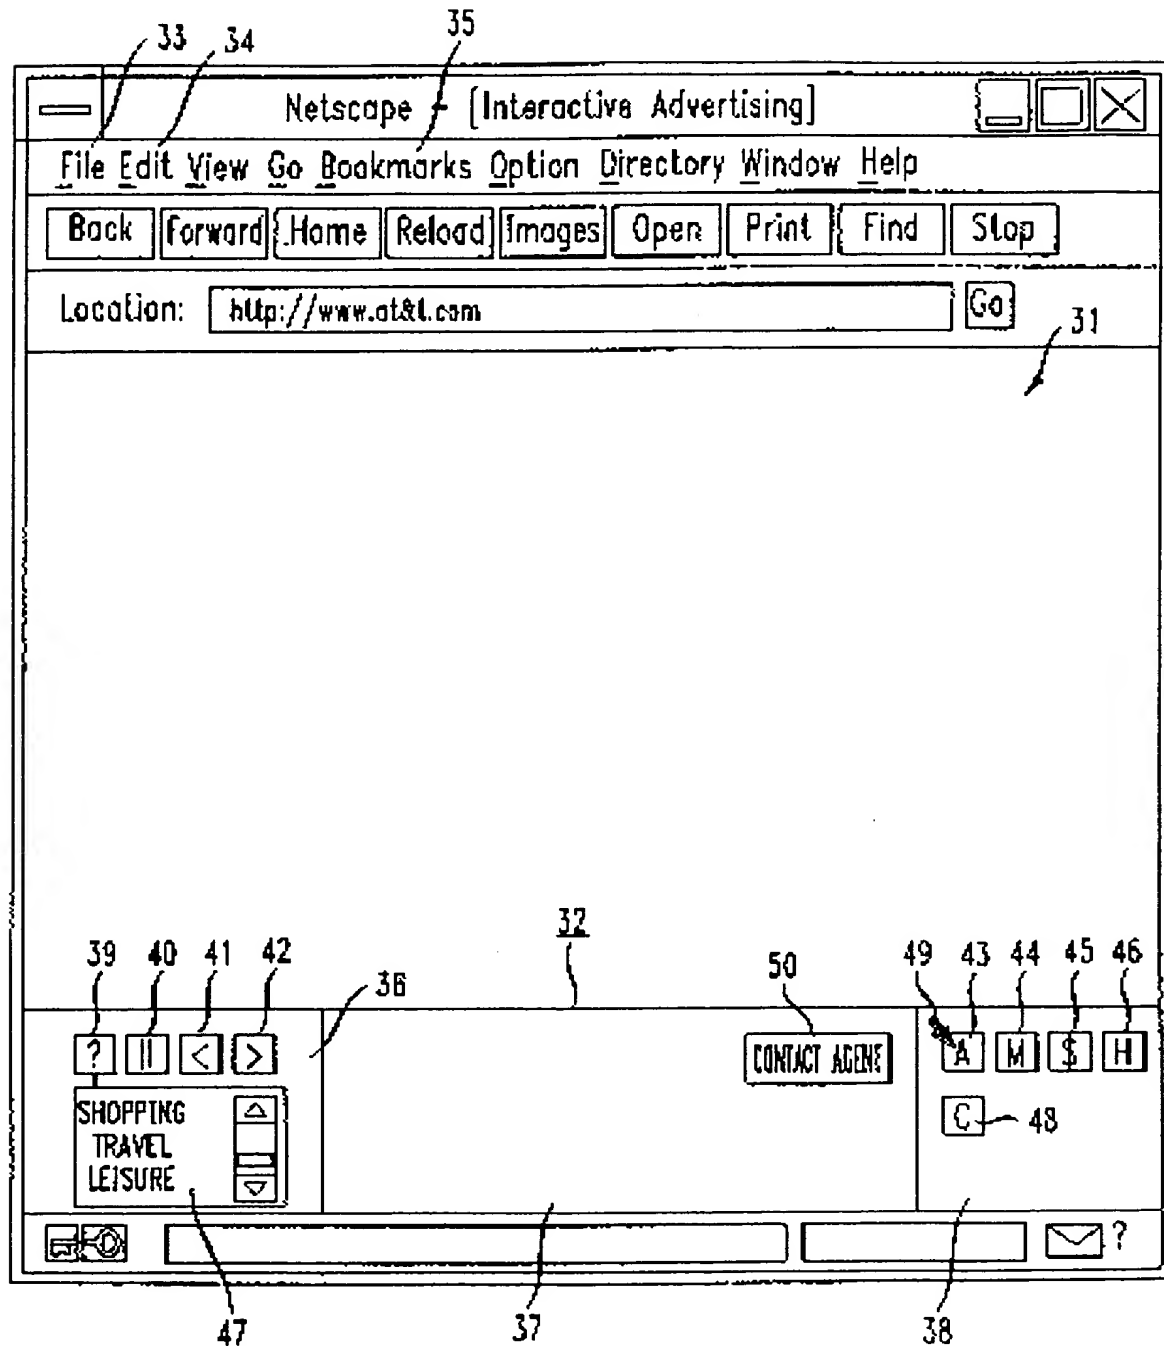 33 34 35
Netscape - [Interactive Advertising]
File Edit View Go Bookmarks Option Directory Window Help
Back Forward Home Reload Images Open Print Find Stop
Location: http://www.at&t.com Go
31
32
39 40 41 42 36 50 49 43 44 45 46
? || < > CONTACT AGENT A M $ H
SHOPPING
TRAVEL
LEISURE
C 48
?
47 37 38